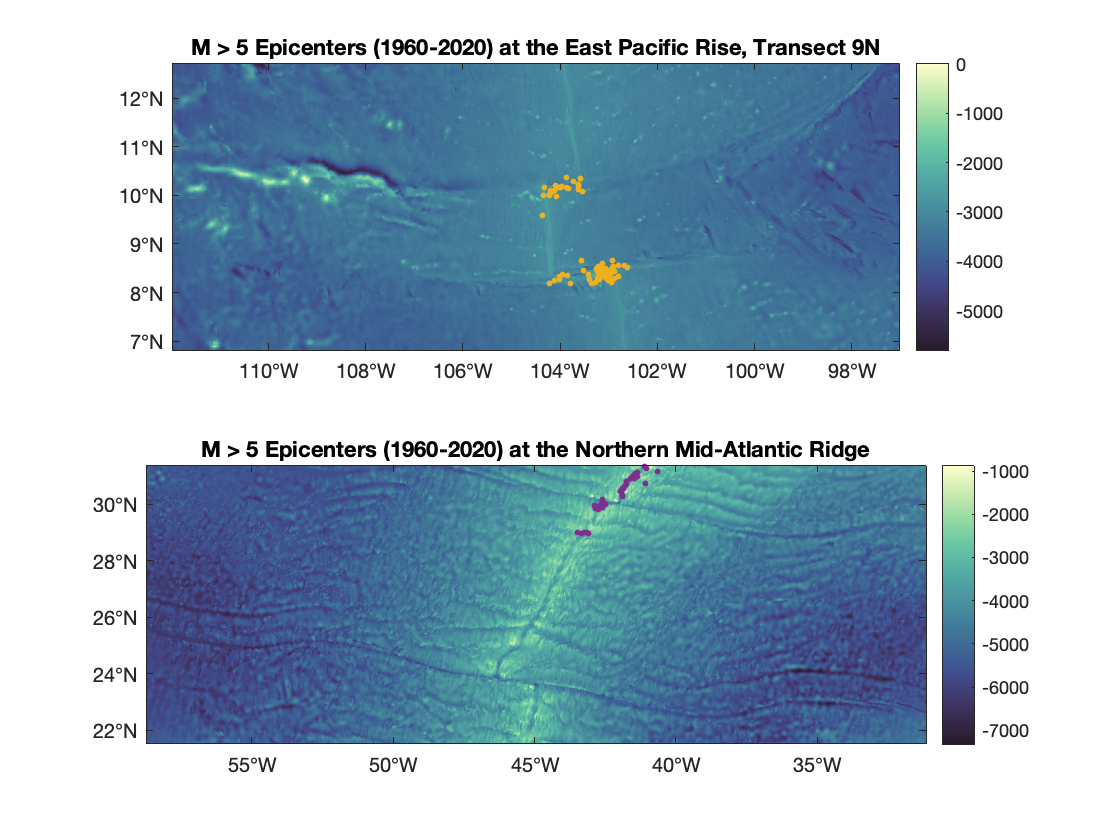 M > 5 Epicenters (1960-2020) at the East Pacific Rise, Transect 9N
12°N
11°N
10°N
9°N
8°N
7°N
110°W 108°W 106°W 104°W 102°W 100°W 98°W
0
-1000
-2000
-3000
-4000
-5000
M > 5 Epicenters (1960-2020) at the Northern Mid-Atlantic Ridge
30°N
28°N
26°N
24°N
22°N
55°W 50°W 45°W 40°W 35°W
-1000
-2000
-3000
-4000
-5000
-6000
-7000